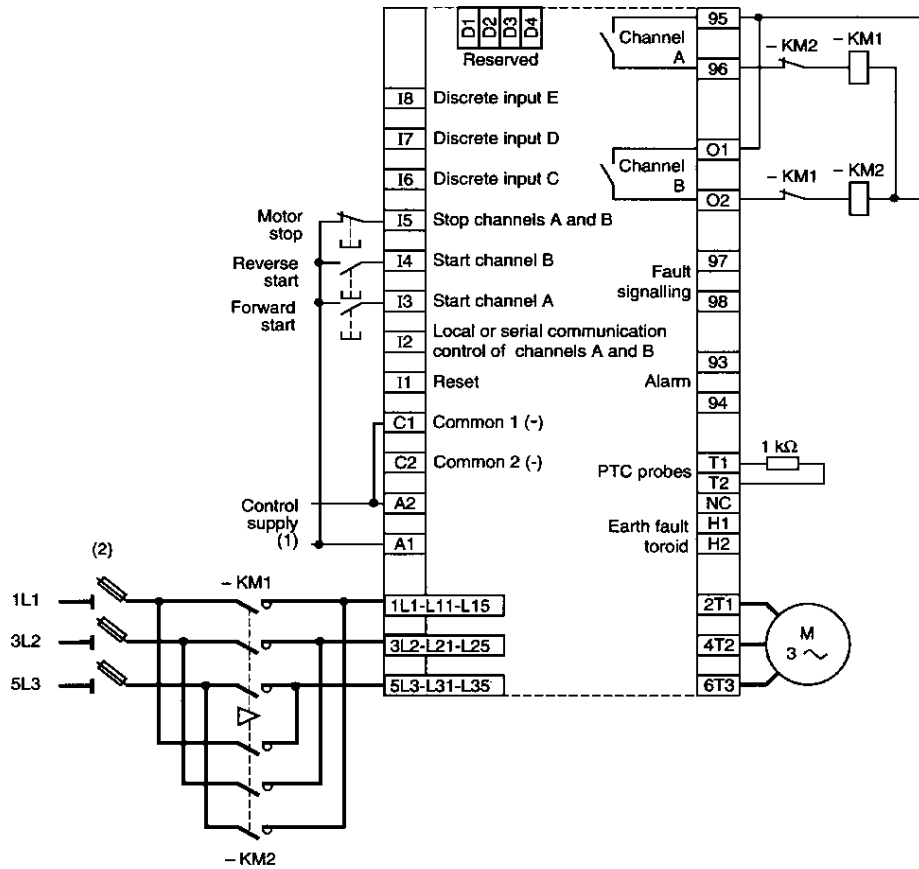 D1
D2
D3
D4
Reserved
95
Channel
A
96
– KM2
– KM1
I8 Discrete input E
I7 Discrete input D
I6 Discrete input C
O1
Channel
B
O2
– KM1
– KM2
Motor
stop
I5 Stop channels A and B
Reverse
start
I4 Start channel B
Forward
start
I3 Start channel A
I2 Local or serial communication
control of channels A and B
I1 Reset
C1 Common 1 (-)
C2 Common 2 (-)
Control
supply
(1)
A2
A1
97
Fault
signalling
98
93
Alarm
94
PTC probes
T1
T2
1 kΩ
NC
Earth fault
toroid
H1
H2
(2)
– KM1
1L1
3L2
5L3
1L1-L11-L15
3L2-L21-L25
5L3-L31-L35
2T1
4T2
6T3
M
3 ~
– KM2